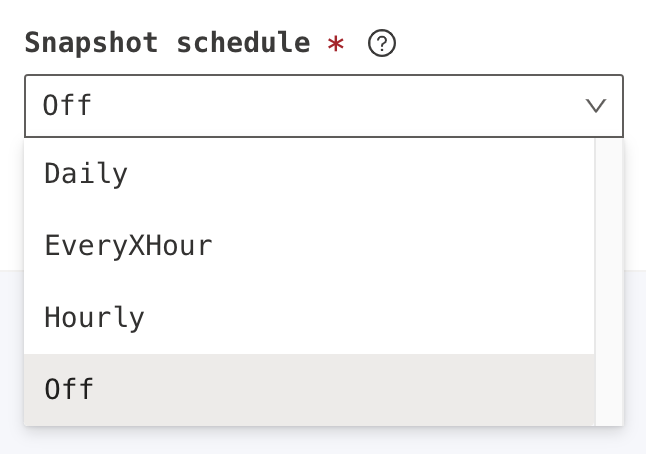 Snapshot schedule *
Off
Daily
EveryXHour
Hourly
Off